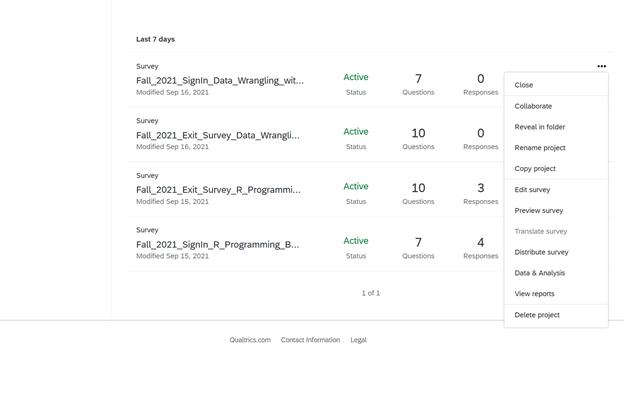 Last 7 days
Survey
Fall_2021_SignIn_Data_Wrangling_wit...
Modified Sep 16, 2021
Active
Status
7
Questions
0
Responses
Survey
Fall_2021_Exit_Survey_Data_Wrangli...
Modified Sep 16, 2021
Active
Status
10
Questions
0
Responses
Survey
Fall_2021_Exit_Survey_R_Programmi...
Modified Sep 15, 2021
Active
Status
10
Questions
3
Responses
Survey
Fall_2021_SignIn_R_Programming_B...
Modified Sep 15, 2021
Active
Status
7
Questions
4
Responses
Close
Collaborate
Reveal in folder
Rename project
Copy project
Edit survey
Preview survey
Translate survey
Distribute survey
Data & Analysis
View reports
Delete project
1 of 1
Qualtrics.com Contact Information Legal